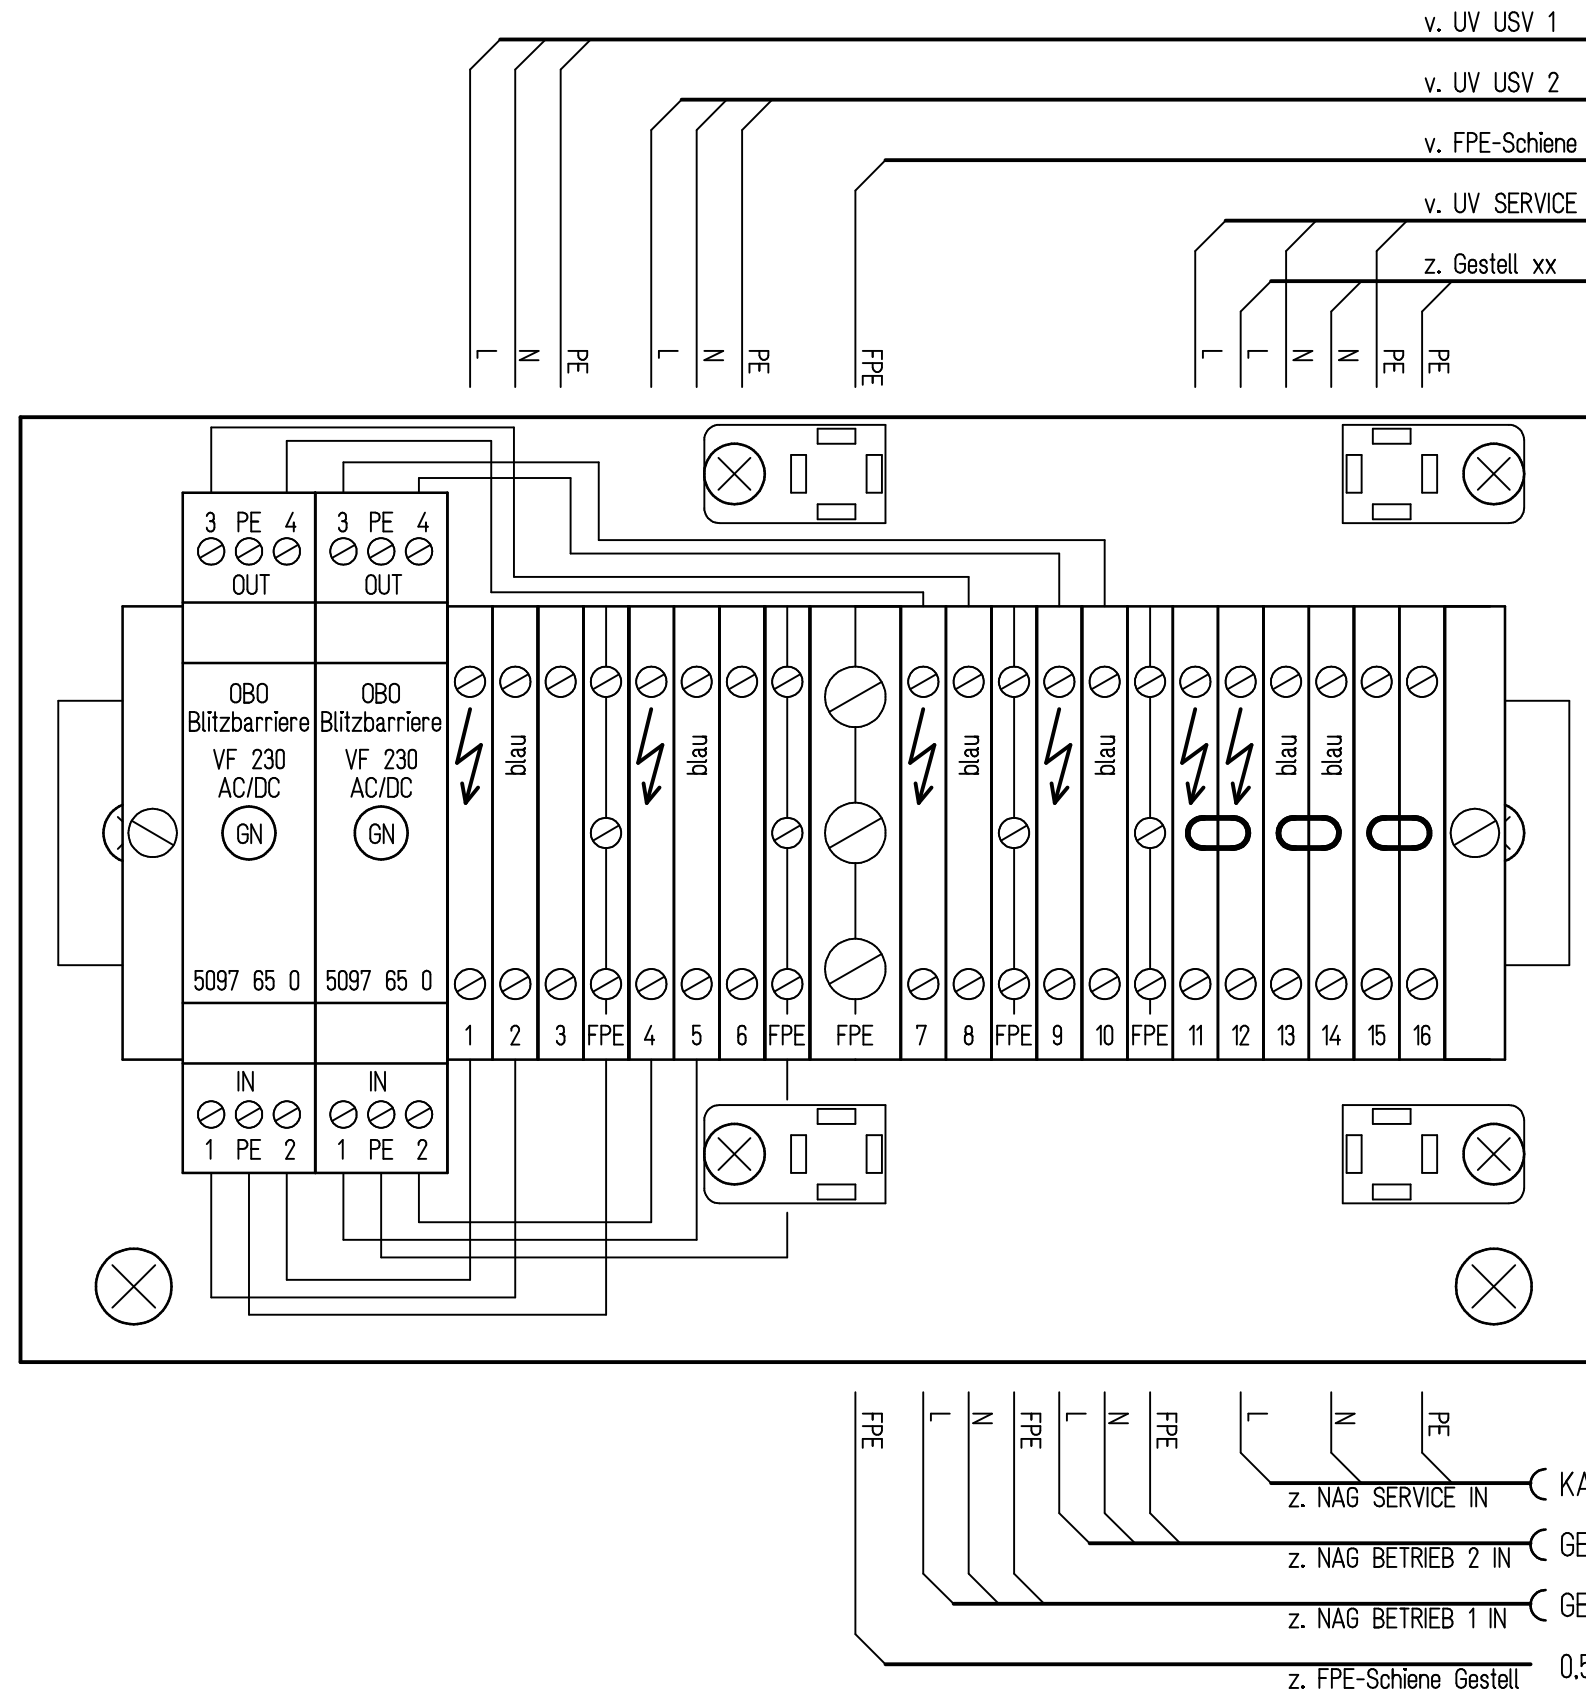 v. UV USV 1
v. UV USV 2
v. FPE-Schiene
v. UV SERVICE
z. Gestell xx
L N PE L N PE FPE L L N N PE PE
3 PE 4 3 PE 4
OUT OUT
OBO OBO
Blitzbarriere Blitzbarriere
VF 230 VF 230
AC/DC AC/DC
blau blau blau blau blau blau
GN GN
5097 65 0 5097 65 0
1 2 3 FPE 4 5 6 FPE FPE 7 8 FPE 9 10 FPE 11 12 13 14 15 16
IN IN
1 PE 2 1 PE 2
FPE L N FPE L N FPE L N PE
z. NAG SERVICE IN KA
z. NAG BETRIEB 2 IN GE
z. NAG BETRIEB 1 IN GE
z. FPE-Schiene Gestell 0.5